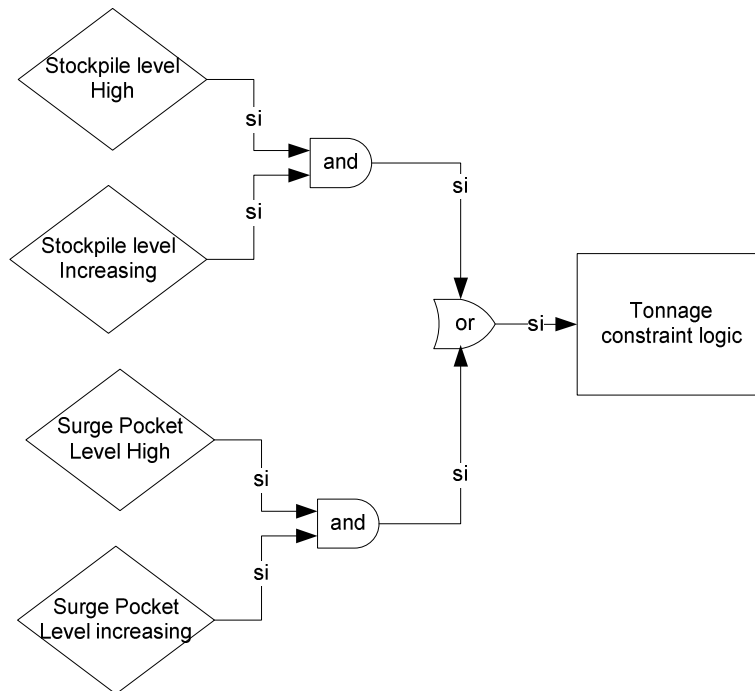 Stockpile level
High
si
and
si
si
Stockpile level
Increasing
or
si
Tonnage
constraint logic
Surge Pocket
Level High
si
and
si
si
Surge Pocket
Level increasing